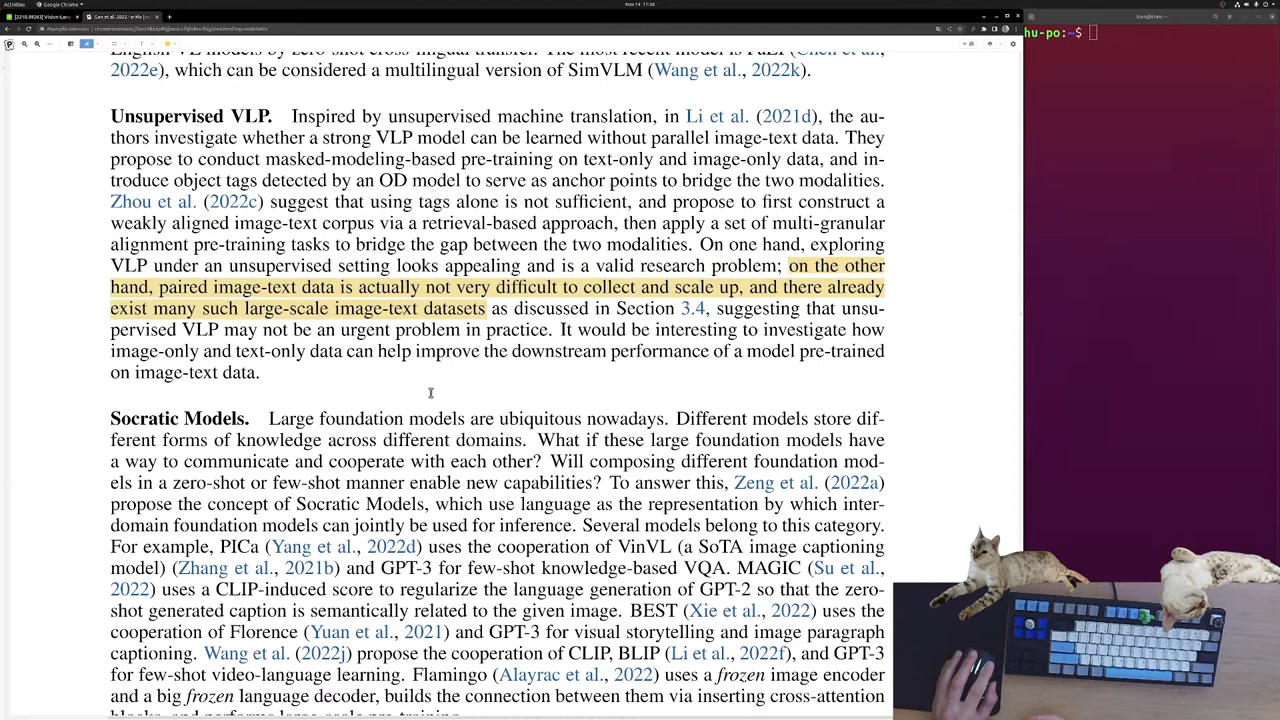 Activities
Google Chrome
Nov 14 11:34
[2210.09263] Vision-Lang
Gan et al. 2022 - arXiv
2022e), which can be considered a multilingual version of SimVLM (Wang et al., 2022k).
Unsupervised VLP. Inspired by unsupervised machine translation, in Li et al. (2021d), the au-
thors investigate whether a strong VLP model can be learned without parallel image-text data. They
propose to conduct masked-modeling-based pre-training on text-only and image-only data, and in-
troduce object tags detected by an OD model to serve as anchor points to bridge the two modalities.
Zhou et al. (2022c) suggest that using tags alone is not sufficient, and propose to first construct a
weakly aligned image-text corpus via a retrieval-based approach, then apply a set of multi-granular
alignment pre-training tasks to bridge the gap between the two modalities. On one hand, exploring
VLP under an unsupervised setting looks appealing and is a valid research problem; on the other
hand, paired image-text data is actually not very difficult to collect and scale up, and there already
exist many such large-scale image-text datasets as discussed in Section 3.4, suggesting that unsu-
pervised VLP may not be an urgent problem in practice. It would be interesting to investigate how
image-only and text-only data can help improve the downstream performance of a model pre-trained
on image-text data.
Socratic Models. Large foundation models are ubiquitous nowadays. Different models store dif-
ferent forms of knowledge across different domains. What if these large foundation models have
a way to communicate and cooperate with each other? Will composing different foundation mod-
els in a zero-shot or few-shot manner enable new capabilities? To answer this, Zeng et al. (2022a)
propose the concept of Socratic Models, which use language as the representation by which inter-
domain foundation models can jointly be used for inference. Several models belong to this category.
For example, PICa (Yang et al., 2022d) uses the cooperation of VinVL (a SoTA image captioning
model) (Zhang et al., 2021b) and GPT-3 for few-shot knowledge-based VQA. MAGIC (Su et al.,
2022) uses a CLIP-induced score to regularize the language generation of GPT-2 so that the zero-
shot generated caption is semantically related to the given image. BEST (Xie et al., 2022) uses the
cooperation of Florence (Yuan et al., 2021) and GPT-3 for visual storytelling and image paragraph
captioning. Wang et al. (2022j) propose the cooperation of CLIP, BLIP (Li et al., 2022f), and GPT-3
for few-shot video-language learning. Flamingo (Alayrac et al., 2022) uses a frozen image encoder
and a big frozen language decoder, builds the connection between them via inserting cross-attention
hu-po:~$